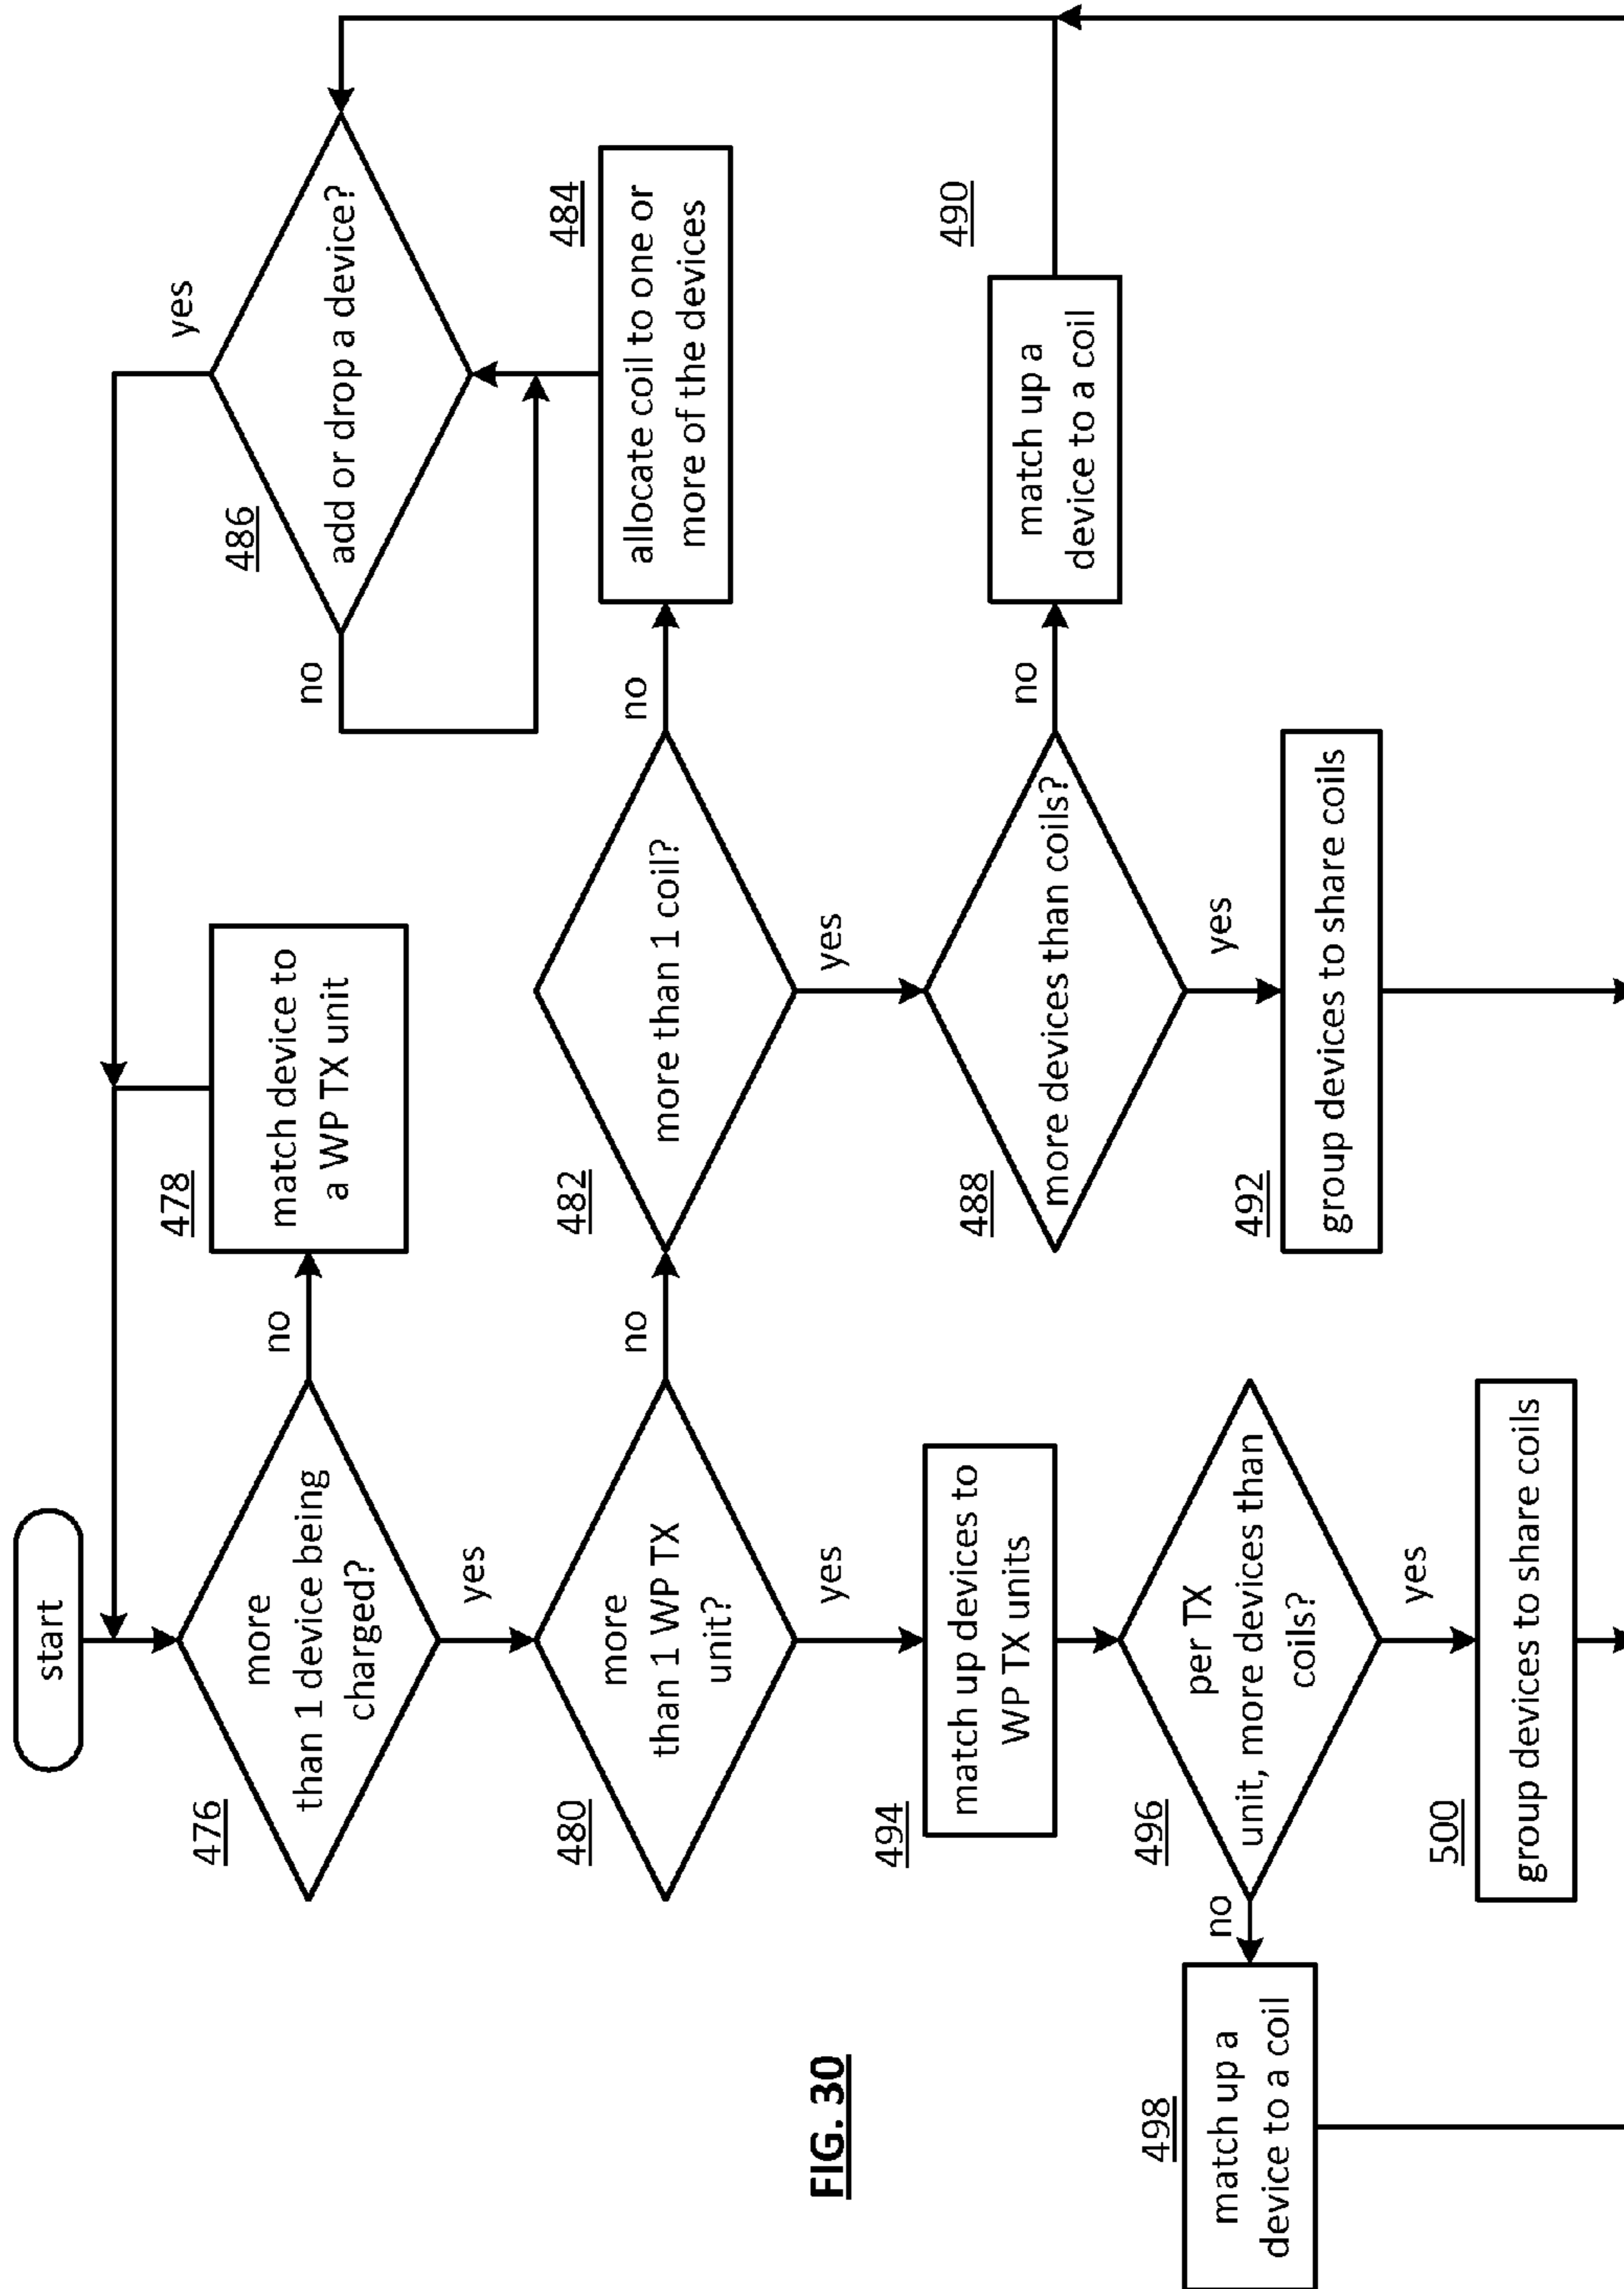 start
476
more
than 1 device being
charged?
no
478
match device to
a WP TX unit
yes
480
more
than 1 WP TX
unit?
no
482
more than 1 coil?
no
484
allocate coil to one or
more of the devices
486
add or drop a device?
yes
no
yes
488
more devices than coils?
no
490
match up a
device to a coil
yes
492
group devices to share coils
yes
494
match up devices to
WP TX units
496
per TX
unit, more devices than
coils?
no
498
match up a
device to a coil
yes
500
group devices to share coils
FIG. 30